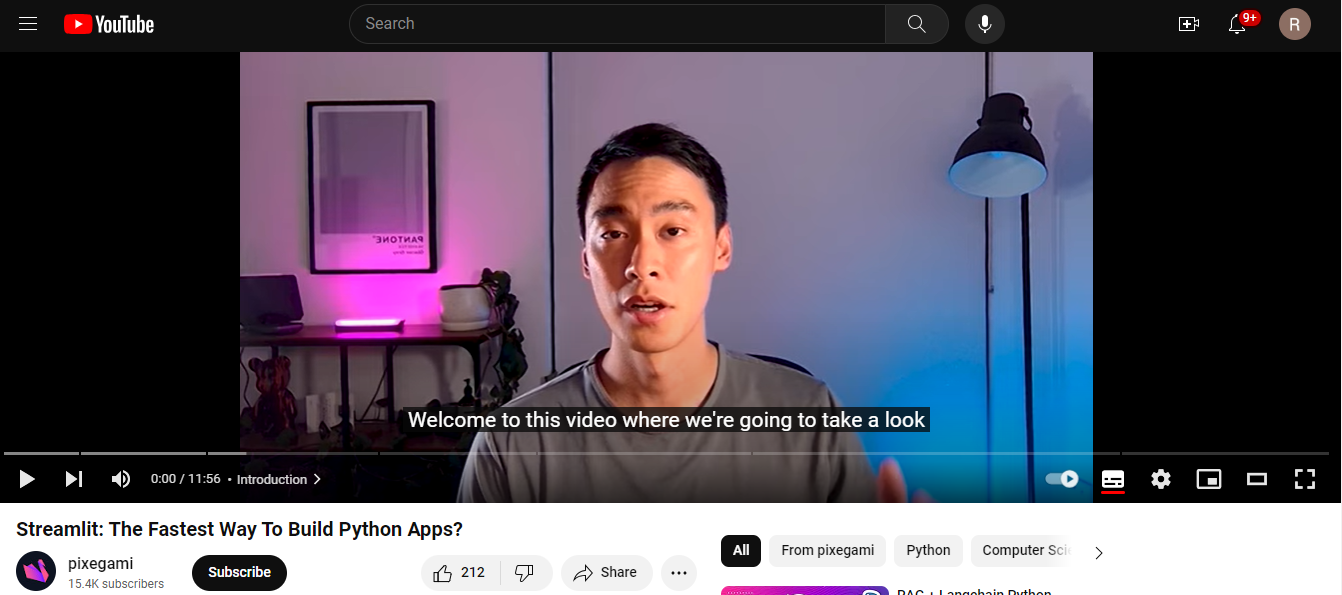 YouTube
Search
9+
R
PANTONE
Welcome to this video where we're going to take a look
0:00 / 11:56 • Introduction
Streamlit: The Fastest Way To Build Python Apps?
pixegami
15.4K subscribers
Subscribe
212
Share
All
From pixegami
Python
Computer Scie
RAG + Langchain Python